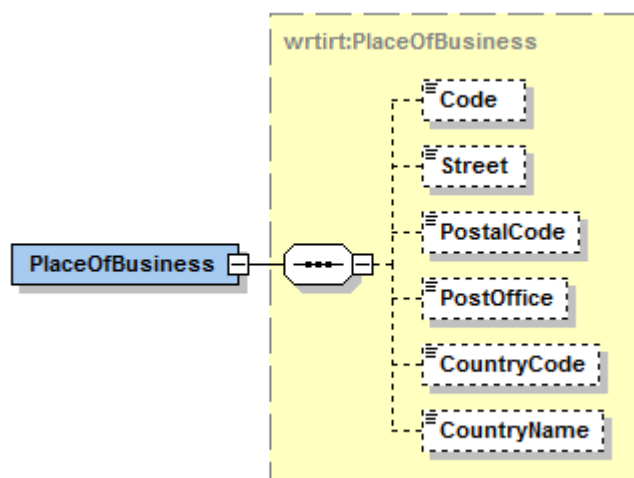 wrtirt:PlaceOfBusiness
Code
Street
PostalCode
PlaceOfBusiness
PostOffice
CountryCode
CountryName